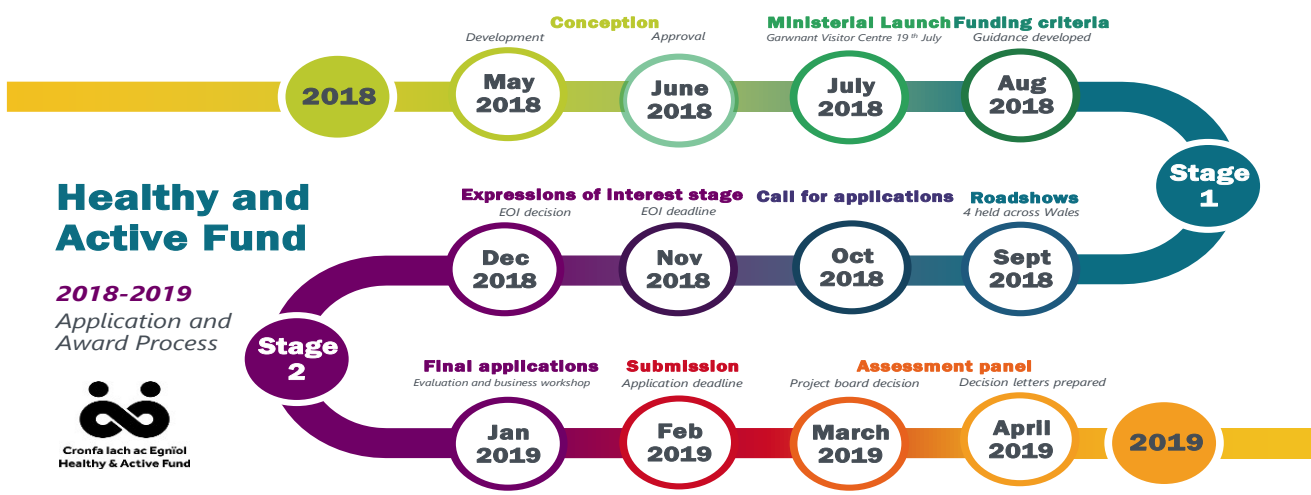 Conception
Ministerial Launch
Funding criteria
Development
Approval
Garwnant Visitor Centre 19 th July
Guidance developed
2018
May
2018
June
2018
July
2018
Aug
2018
Stage
1
Healthy and
Active Fund
2018-2019
Application and
Award Process
Expressions of interest stage
Call for applications
Roadshows
EOI decision
EOI deadline
4 held across Wales
Dec
2018
Nov
2018
Oct
2018
Sept
2018
Stage
2
Final applications
Submission
Assessment panel
Evaluation and business workshop
Application deadline
Project board decision
Decision letters prepared
Jan
2019
Feb
2019
March
2019
April
2019
2019
Cronfa Iach ac Egnïol
Healthy & Active Fund